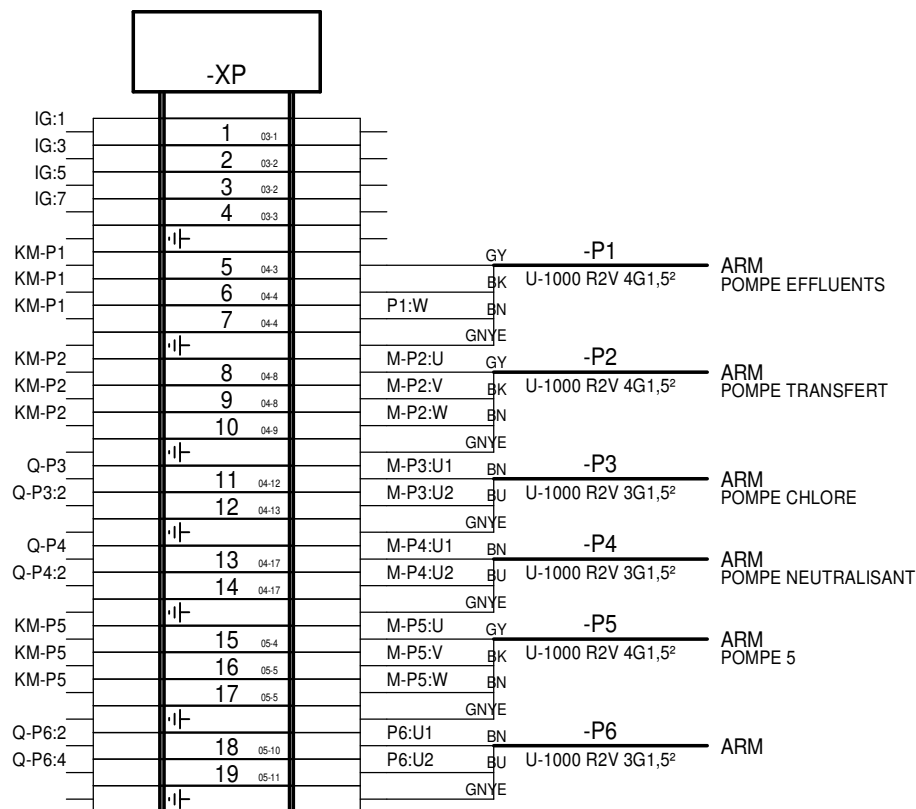 -XP
IG:1
1 03-1
IG:3
2 03-2
IG:5
3 03-2
IG:7
4 03-3
KM-P1 GY -P1 ARM
5 04-3
KM-P1 BK U-1000 R2V 4G1,5² POMPE EFFLUENTS
6 04-4
KM-P1 P1:W BN
7 04-4
GNYE
KM-P2 M-P2:U GY -P2 ARM
8 04-8
KM-P2 M-P2:V BK U-1000 R2V 4G1,5² POMPE TRANSFERT
9 04-8
KM-P2 M-P2:W BN
10 04-9
GNYE
Q-P3 M-P3:U1 BN -P3 ARM
11 04-12
Q-P3:2 M-P3:U2 BU U-1000 R2V 3G1,5² POMPE CHLORE
12 04-13
GNYE
Q-P4 M-P4:U1 BN -P4 ARM
13 04-17
Q-P4:2 M-P4:U2 BU U-1000 R2V 3G1,5² POMPE NEUTRALISANT
14 04-17
GNYE
KM-P5 M-P5:U GY -P5 ARM
15 05-4
KM-P5 M-P5:V BK U-1000 R2V 4G1,5² POMPE 5
16 05-5
KM-P5 M-P5:W BN
17 05-5
GNYE
Q-P6:2 P6:U1 BN -P6 ARM
18 05-10
Q-P6:4 P6:U2 BU U-1000 R2V 3G1,5²
19 05-11
GNYE